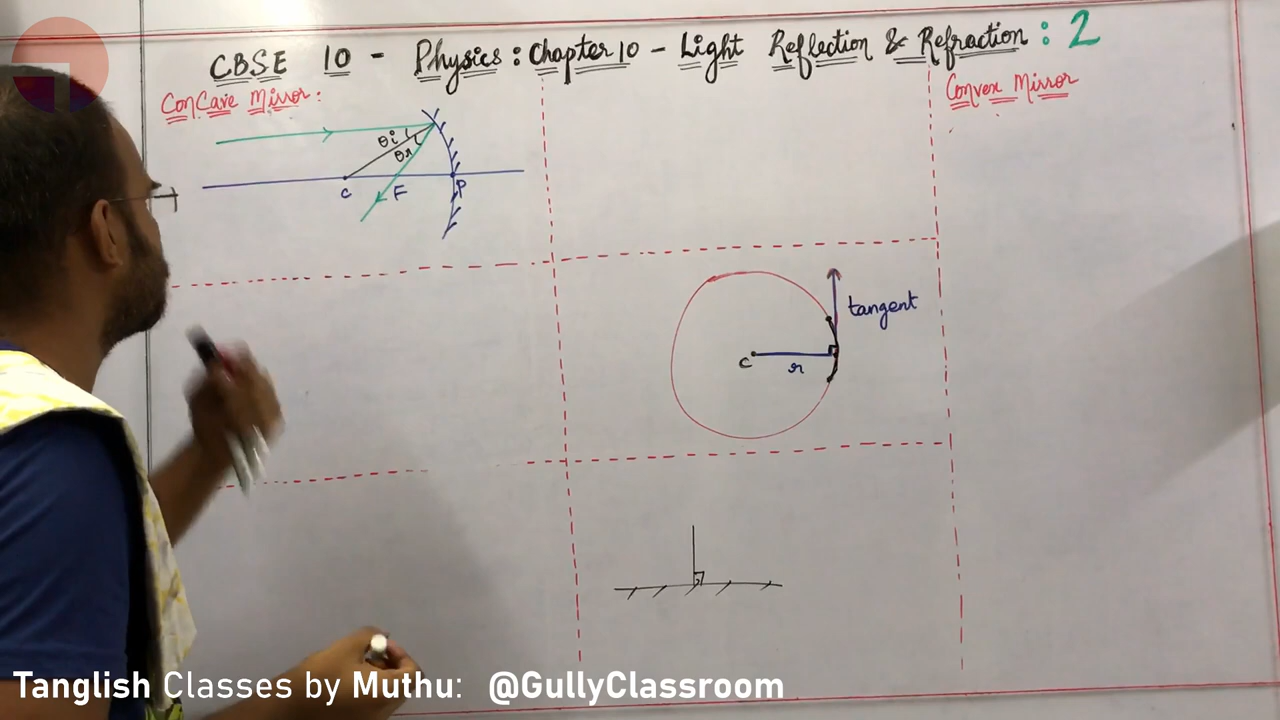 CBSE 10 - Physics : Chapter 10 - Light Reflection & Refraction : 2
ConCave Mirror :
Convex Mirror
θi
θr
C F P
tangent
C
r
Tanglish Classes by Muthu: @GullyClassroom